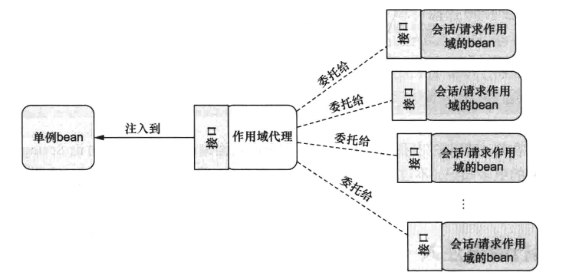 单例bean
注入到
接口
作用域代理
委托给
接口
会话/请求作用
域的bean
委托给
接口
会话/请求作用
域的bean
委托给
接口
会话/请求作用
域的bean
⋮
委托给
接口
会话/请求作用
域的bean